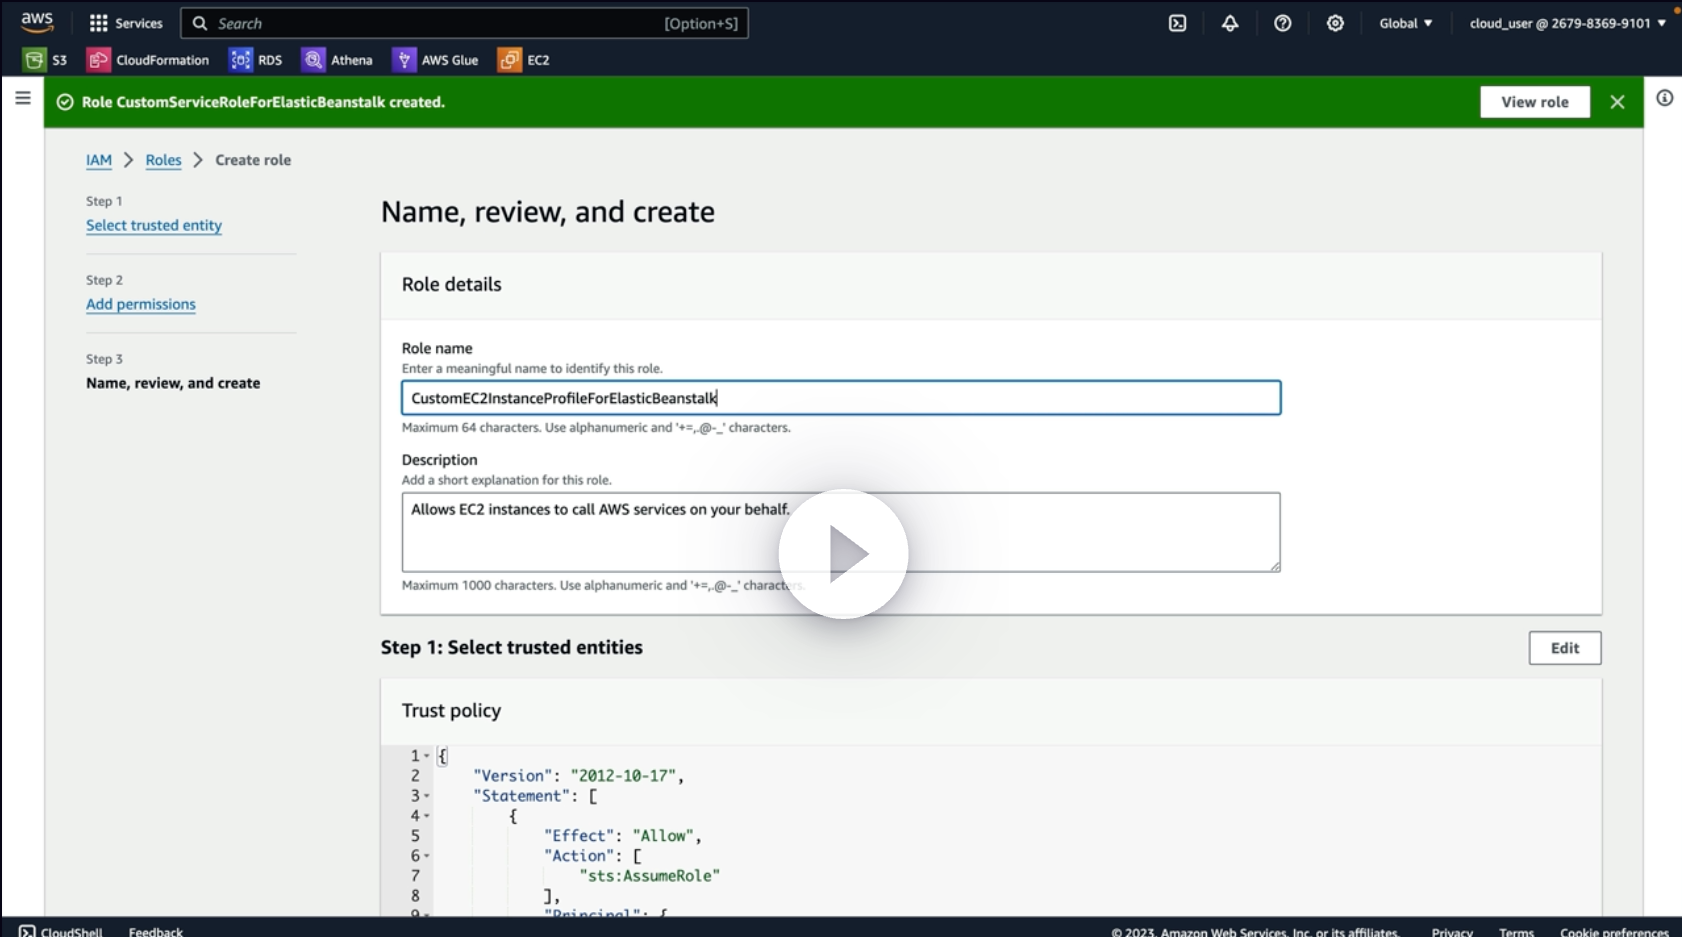 aws
Services
Search
[Option+S]
Global
cloud_user @ 2679-8369-9101
S3
CloudFormation
RDS
Athena
AWS Glue
EC2
Role CustomServiceRoleForElasticBeanstalk created.
View role
IAM
Roles
Create role
Step 1
Select trusted entity
Step 2
Add permissions
Step 3
Name, review, and create
Name, review, and create
Role details
Role name
Enter a meaningful name to identify this role.
CustomEC2InstanceProfileForElasticBeanstalk
Maximum 64 characters. Use alphanumeric and '+=,.@-_' characters.
Description
Add a short explanation for this role.
Allows EC2 instances to call AWS services on your behalf.
Maximum 1000 characters. Use alphanumeric and '+=,.@-_' characters.
Step 1: Select trusted entities
Edit
Trust policy
1 {
2 "Version": "2012-10-17",
3 "Statement": [
4 {
5 "Effect": "Allow",
6 "Action": [
7 "sts:AssumeRole"
8 ],
9 "Principal": {
CloudShell
Feedback
© 2023, Amazon Web Services, Inc. or its affiliates.
Privacy
Terms
Cookie preferences